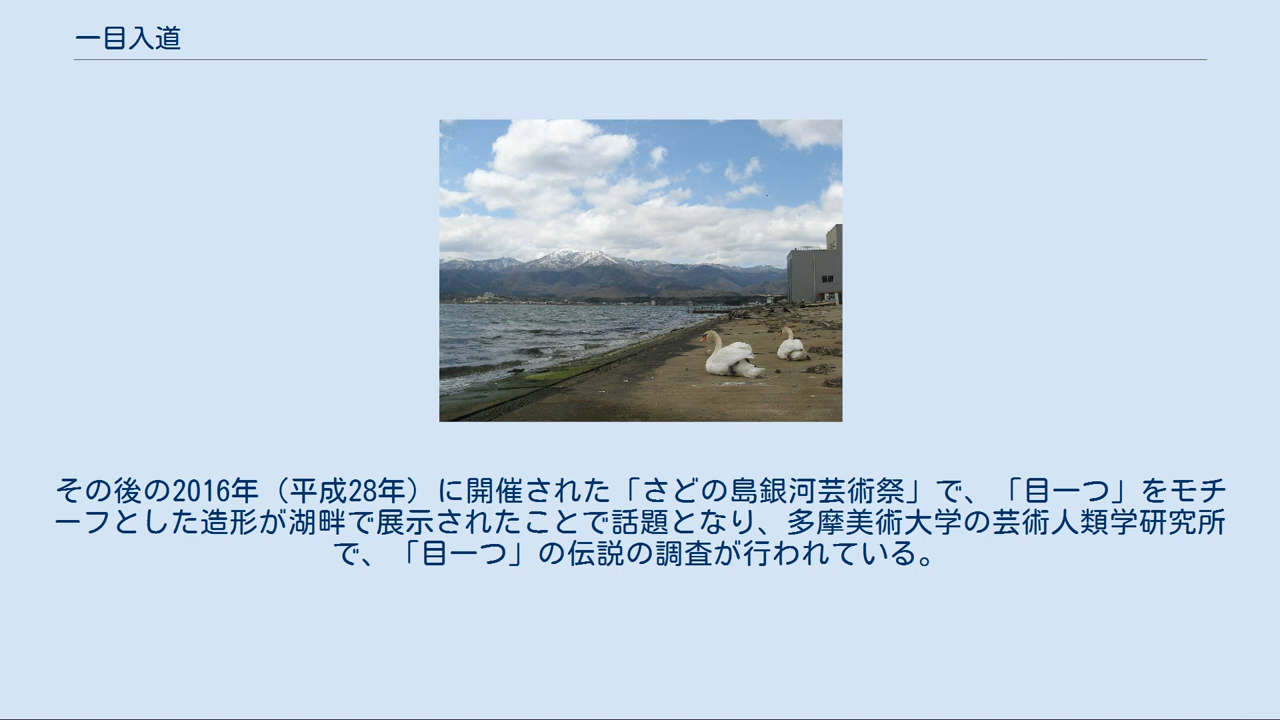 一目入道
その後の2016年（平成28年）に開催された「さどの島銀河芸術祭」で、「目一つ」をモチ
ーフとした造形が湖畔で展示されたことで話題となり、多摩美術大学の芸術人類学研究所
で、「目一つ」の伝説の調査が行われている。